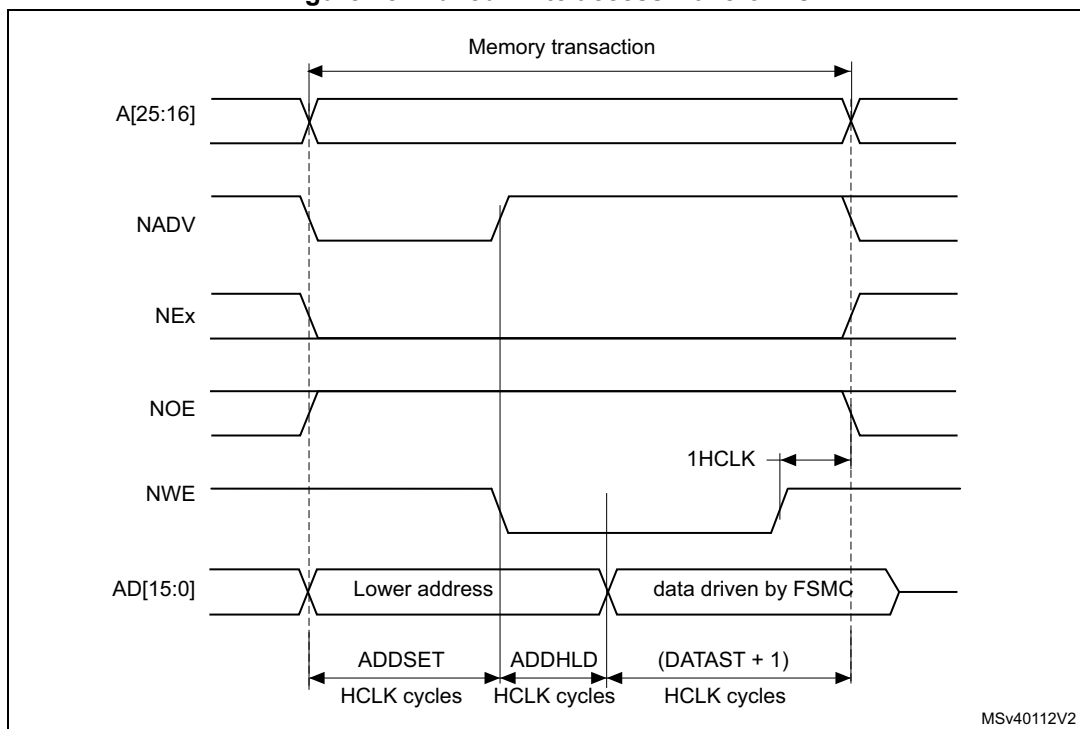 Memory transaction
A[25:16]
NADV
NEx
NOE
1HCLK
NWE
AD[15:0]
Lower address
data driven by FSMC
ADDSET
ADDHLD
(DATAST + 1)
HCLK cycles
HCLK cycles
HCLK cycles
MSv40112V2